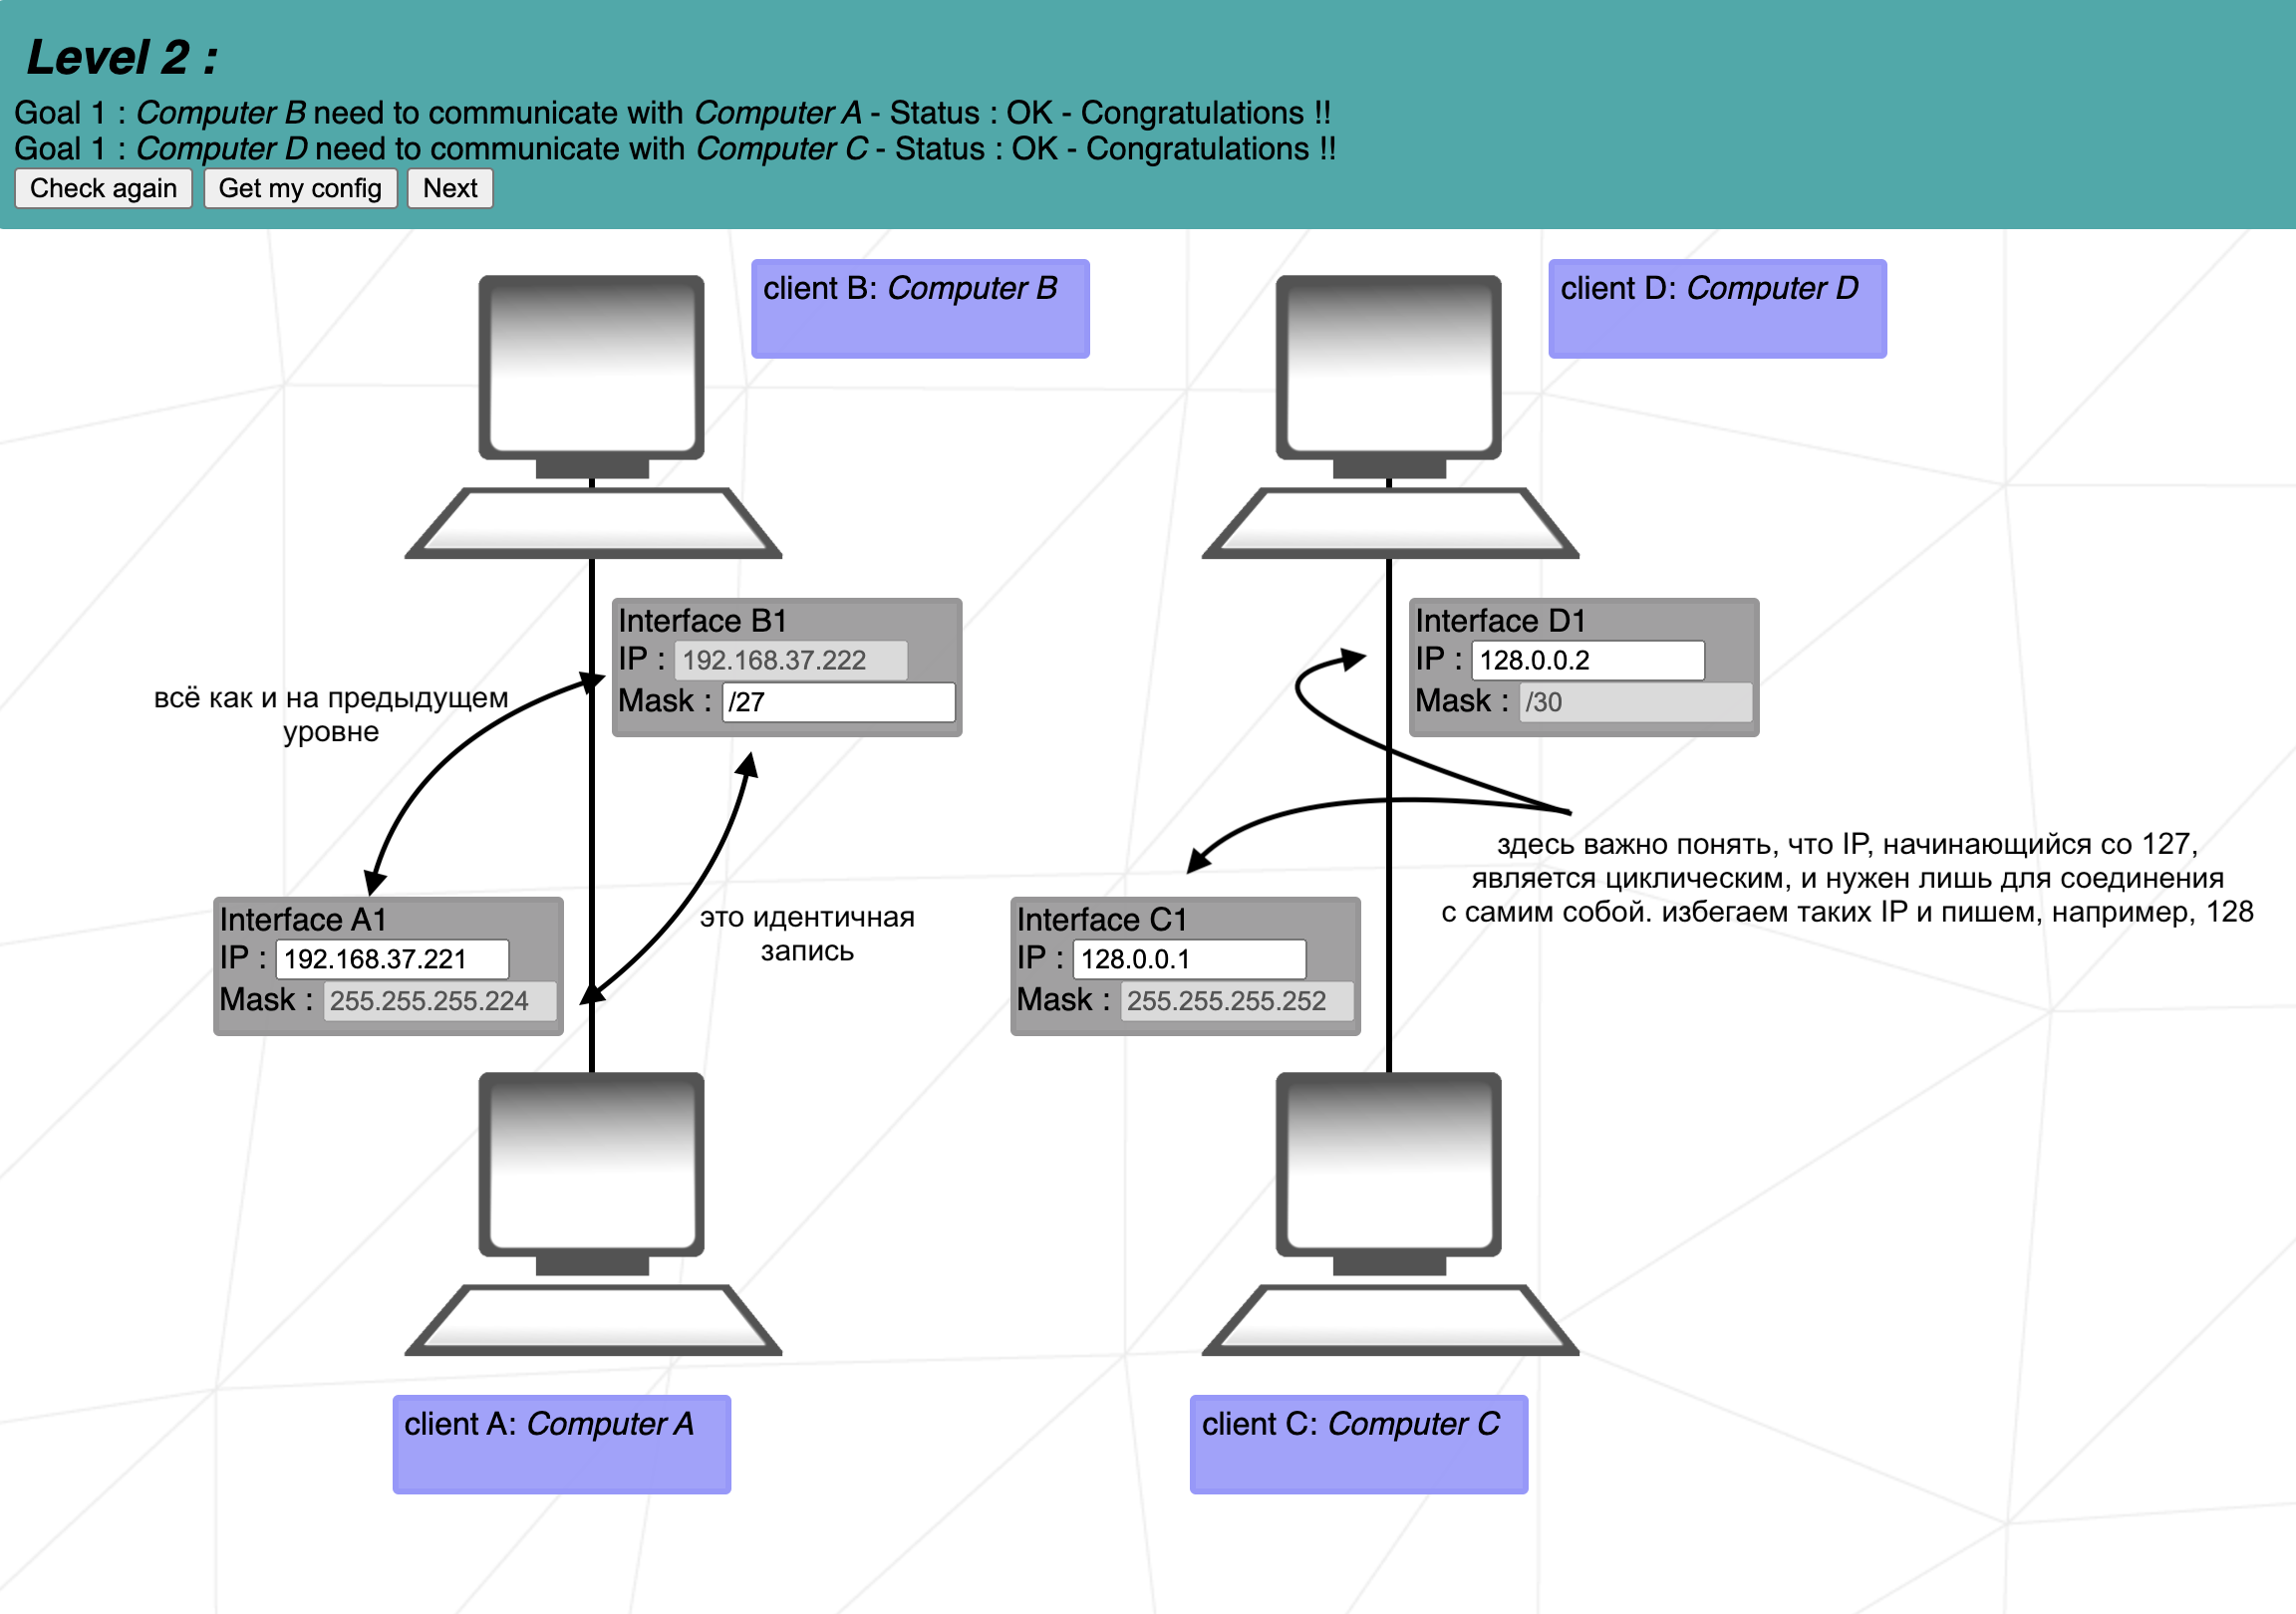 Level 2 :
Goal 1 : Computer B need to communicate with Computer A - Status : OK - Congratulations !!
Goal 1 : Computer D need to communicate with Computer C - Status : OK - Congratulations !!
Check again Get my config Next
client B: Computer B
client D: Computer D
Interface B1
IP : 192.168.37.222
Mask : /27
Interface D1
IP : 128.0.0.2
Mask : /30
всё как и на предыдущем
уровне
здесь важно понять, что IP, начинающийся со 127,
является циклическим, и нужен лишь для соединения
с самим собой. избегаем таких IP и пишем, например, 128
это идентичная
запись
Interface A1
IP : 192.168.37.221
Mask : 255.255.255.224
Interface C1
IP : 128.0.0.1
Mask : 255.255.255.252
client A: Computer A
client C: Computer C